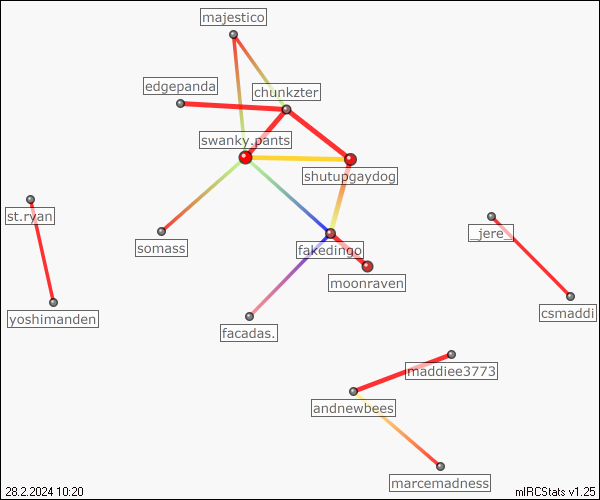 majestico
edgepanda
chunkzter
swanky.pants
shutupgaydog
st.ryan
_jere_
somass
fakedingo
moonraven
yoshimanden
csmaddi
facadas.
maddiee3773
andnewbees
marcemadness
28.2.2024 10:20
mIRCStats v1.25